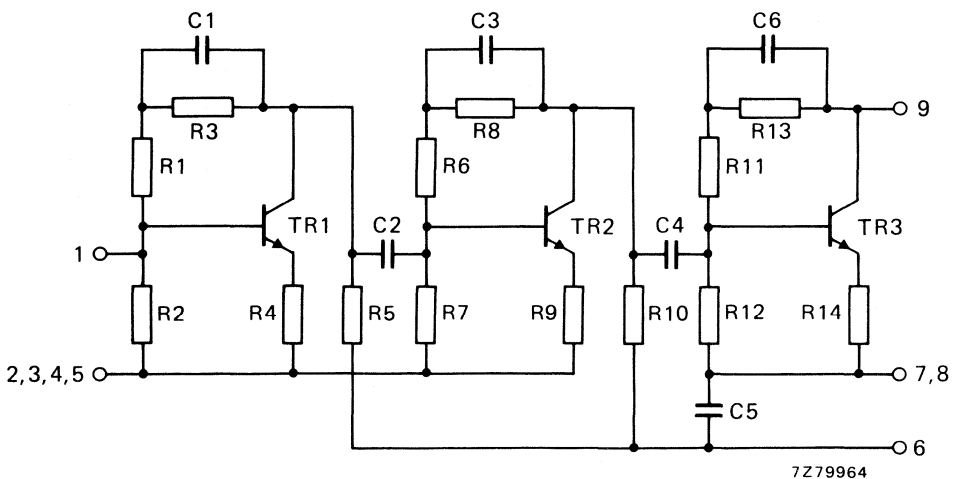 C1
C3
C6
R3
R8
R13
9
R1
R6
R11
TR1
C2
TR2
C4
TR3
1
R2
R4
R5
R7
R9
R10
R12
R14
2,3,4,5
7,8
C5
6
7Z79964